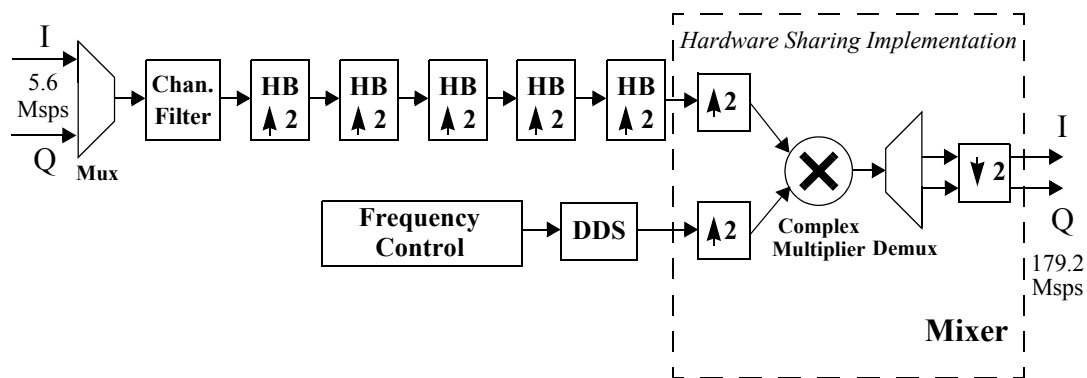 Hardware Sharing Implementation
I
5.6
Msps
Q
Mux
Chan.
Filter
HB
2
HB
2
HB
2
HB
2
HB
2
2
Frequency
Control
DDS
2
Complex
Multiplier
Demux
2
I
Q
179.2
Msps
Mixer